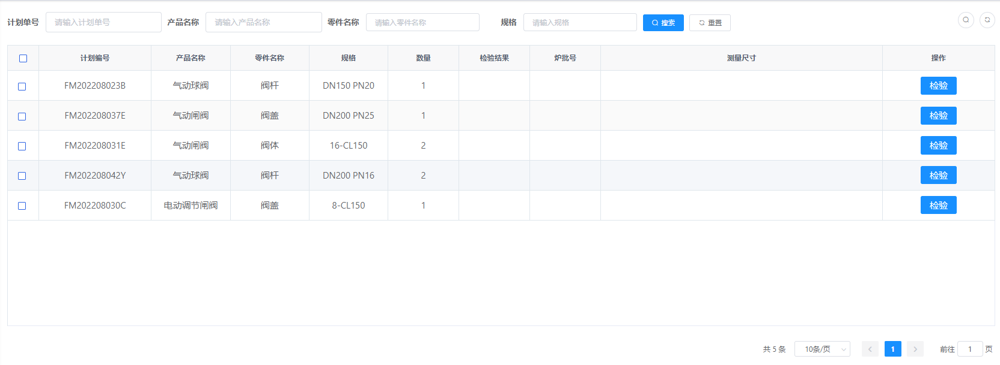 计划单号 请输入计划单号 产品名称 请输入产品名称 零件名称 请输入零件名称 规格 请输入规格 搜索 重置
计划编号 产品名称 零件名称 规格 数量 检验结果 炉批号 测量尺寸 操作
FM202208023B 气动球阀 阀杆 DN150 PN20 1 检验
FM202208037E 气动闸阀 阀盖 DN200 PN25 1 检验
FM202208031E 气动闸阀 阀体 16-CL150 2 检验
FM202208042Y 气动球阀 阀杆 DN200 PN16 2 检验
FM202208030C 电动调节闸阀 阀盖 8-CL150 1 检验
共 5 条 10条/页 1 前往 1 页